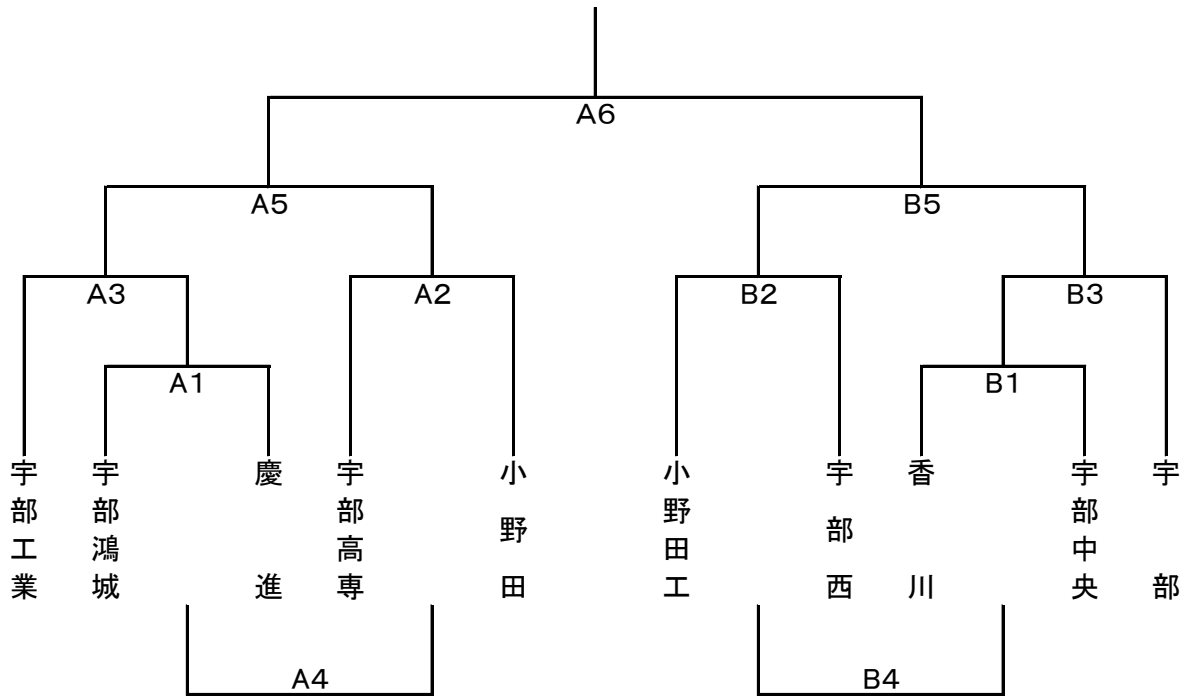 A6
A5
B5
A3
A2
B2
B3
A1
B1
宇部工業
宇部鴻城
慶進
宇部高専
小野田
小野田工
宇部西
香川
宇部中央
宇部
A4
B4